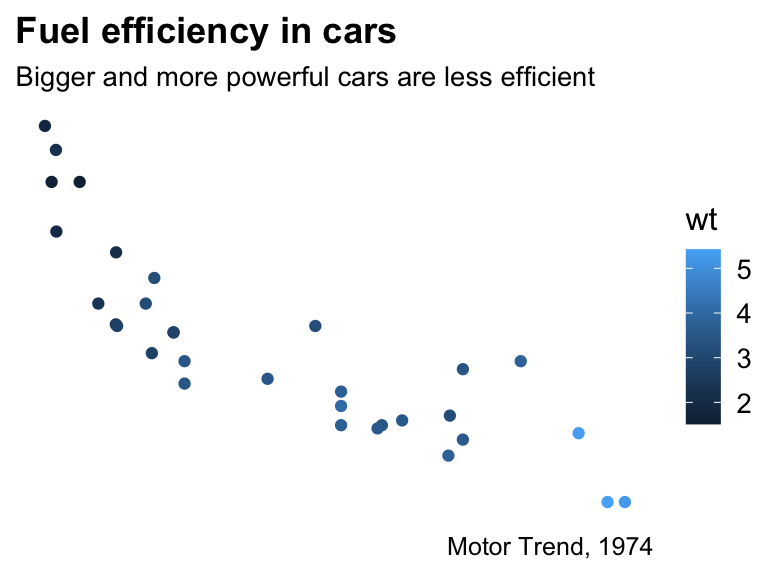 Fuel efficiency in cars
Bigger and more powerful cars are less efficient
wt
5
4
3
2
Motor Trend, 1974